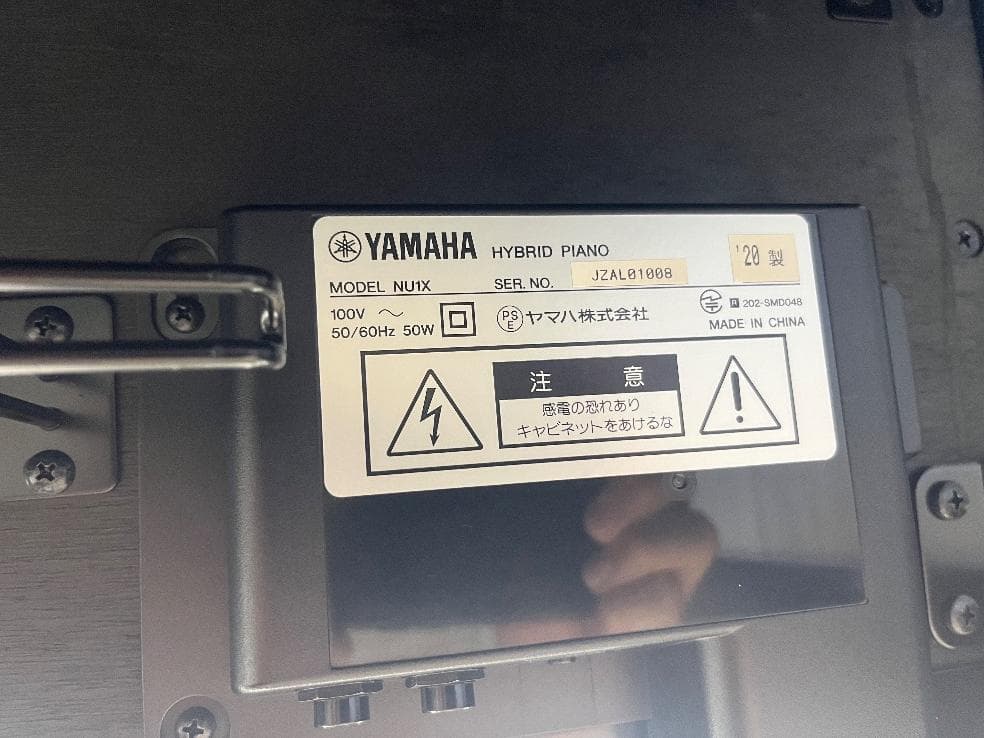 YAMAHA HYBRID PIANO '20 製
MODEL NU1X SER. NO. JZAL01008
100V ～
50/60Hz 50W PSE ヤマハ株式会社 R 202-SMD048
MADE IN CHINA
注 意
感電の恐れあり
キャビネットをあけるな